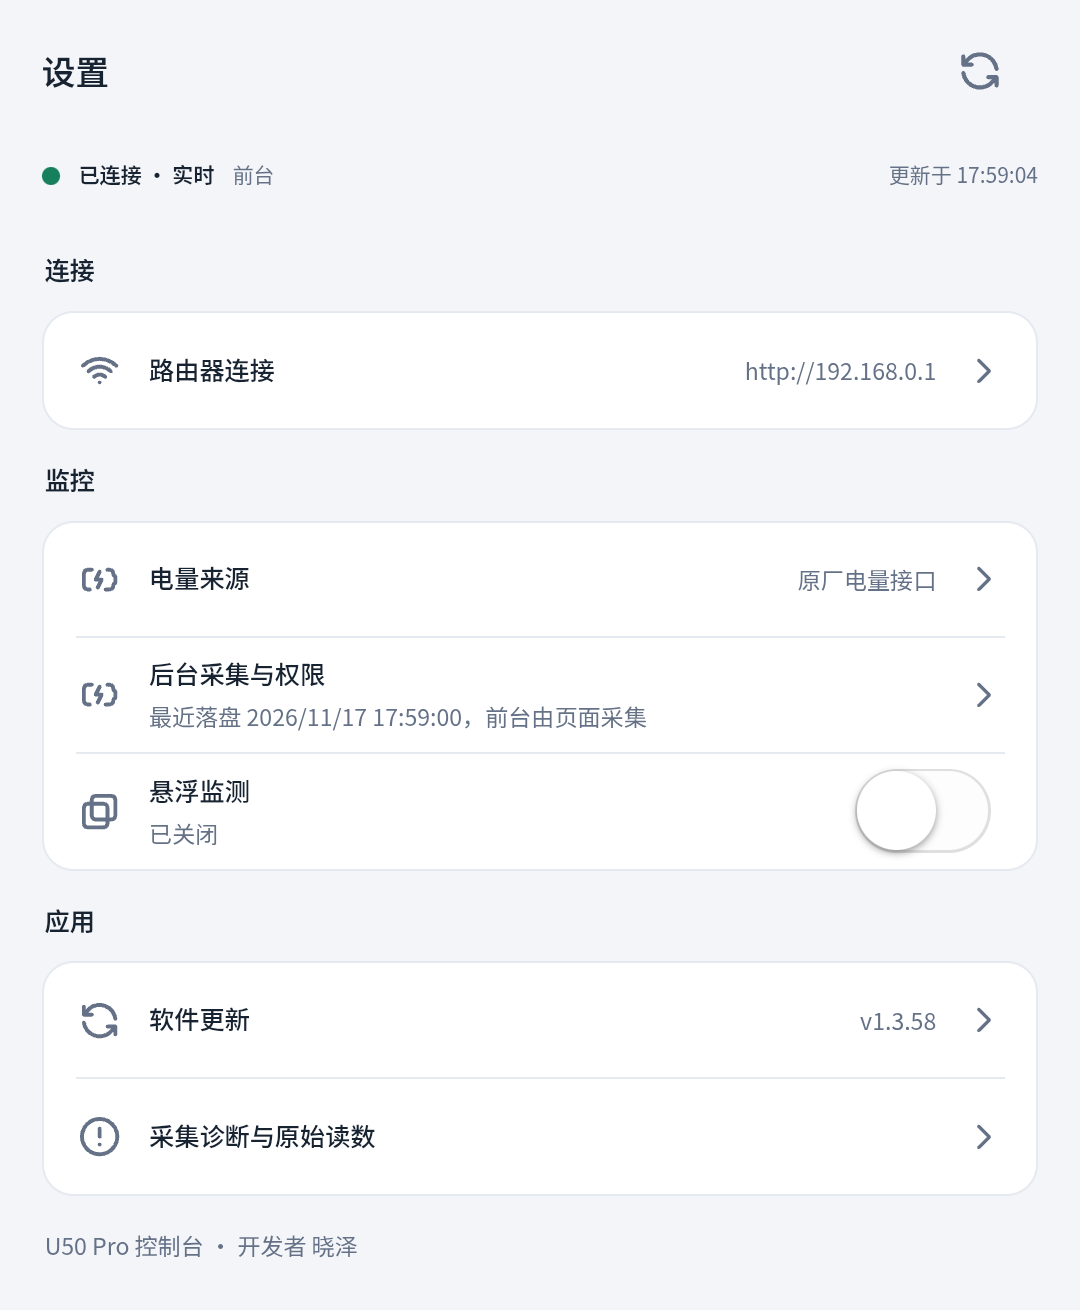 设置
已连接 · 实时 前台 更新于 17:59:04
连接
路由器连接 http://192.168.0.1
监控
电量来源 原厂电量接口
后台采集与权限
最近落盘 2026/11/17 17:59:00，前台由页面采集
悬浮监测
已关闭
应用
软件更新 v1.3.58
采集诊断与原始读数
U50 Pro 控制台 · 开发者 晓泽